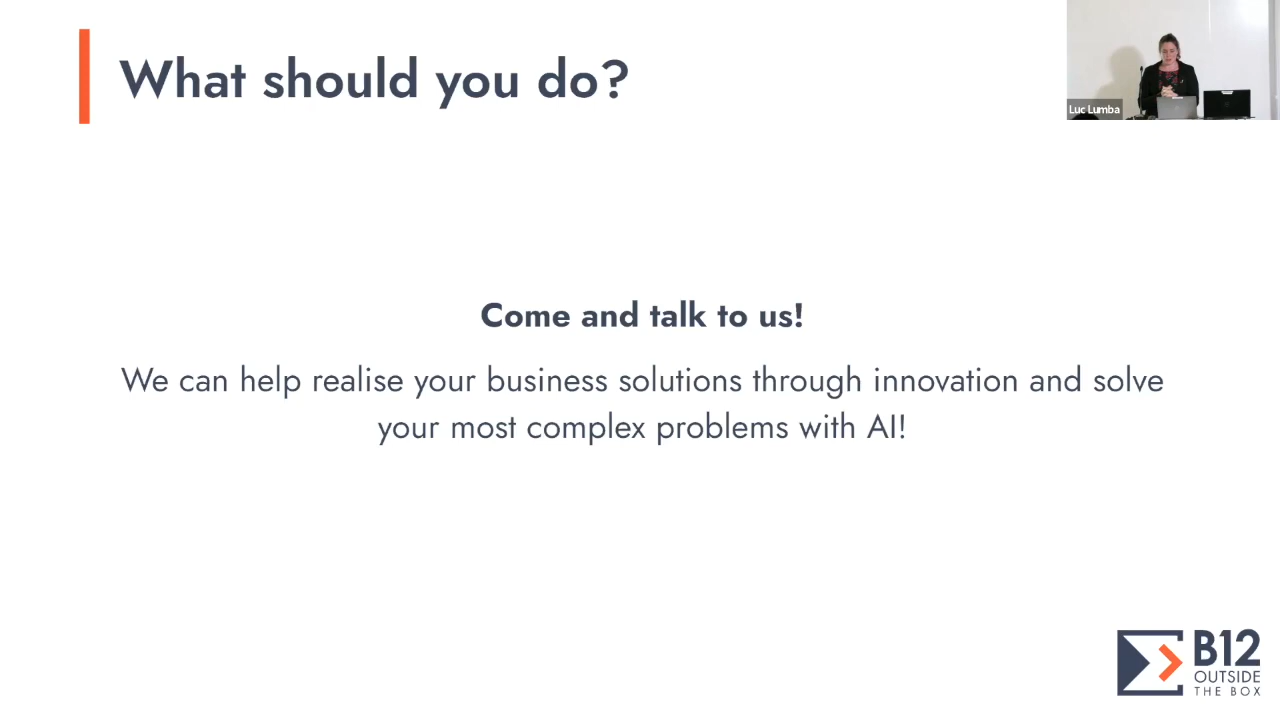 What should you do?
Luc Lumba
Come and talk to us!
We can help realise your business solutions through innovation and solve
your most complex problems with AI!
B12
OUTSIDE
THE BOX